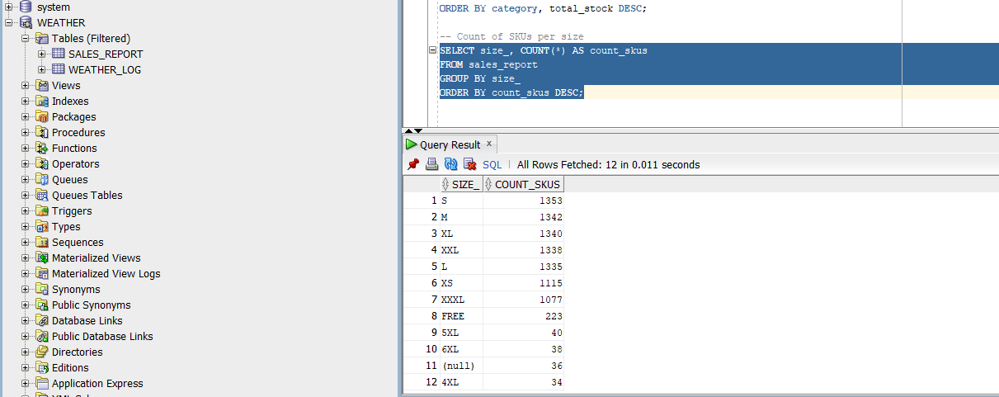 system
WEATHER
Tables (Filtered)
SALES_REPORT
WEATHER_LOG
Views
Indexes
Packages
Procedures
Functions
Operators
Queues
Queues Tables
Triggers
Types
Sequences
Materialized Views
Materialized View Logs
Synonyms
Public Synonyms
Database Links
Public Database Links
Directories
Editions
Application Express
ORDER BY category, total_stock DESC;
-- Count of SKUs per size
SELECT size_, COUNT(*) AS count_skus
FROM sales_report
GROUP BY size_
ORDER BY count_skus DESC;
Query Result x
SQL | All Rows Fetched: 12 in 0.011 seconds
SIZE_ COUNT_SKUS
1 S 1353
2 M 1342
3 XL 1340
4 XXL 1338
5 L 1335
6 XS 1115
7 XXXL 1077
8 FREE 223
9 5XL 40
10 6XL 38
11 (null) 36
12 4XL 34